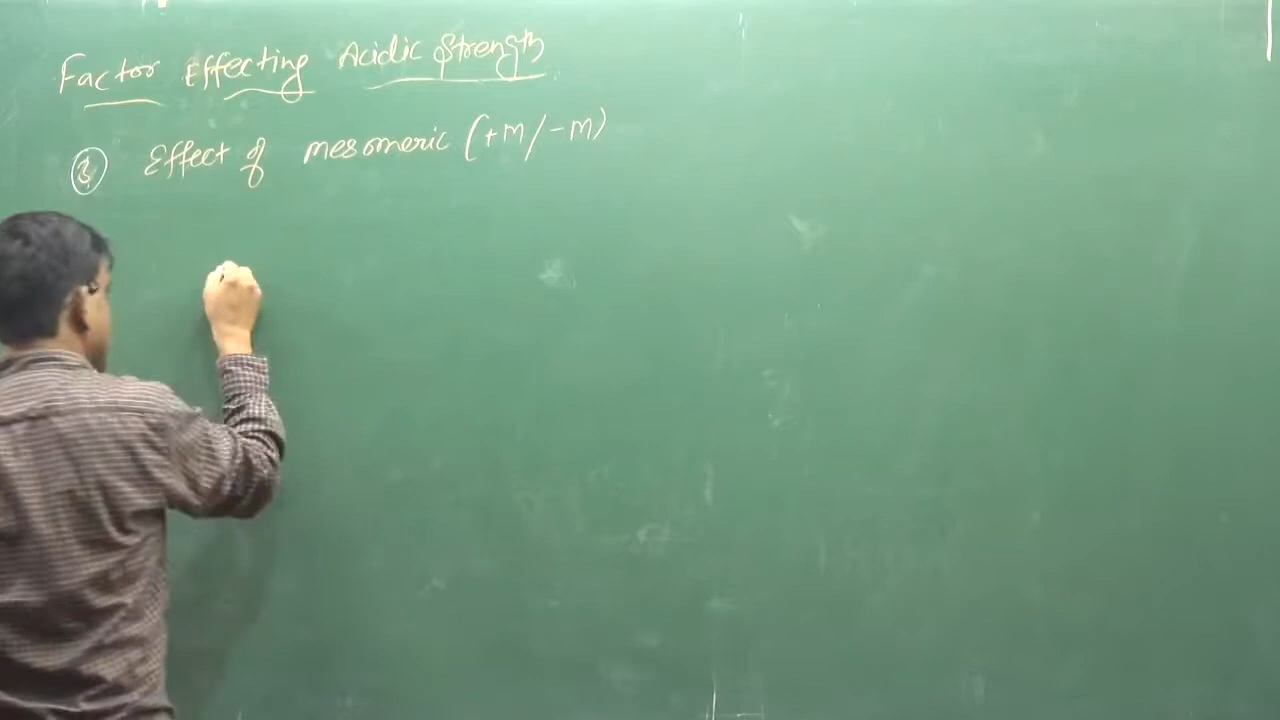 Factor Effecting Acidic Strength
③ Effect of mesomeric (+M/-M)